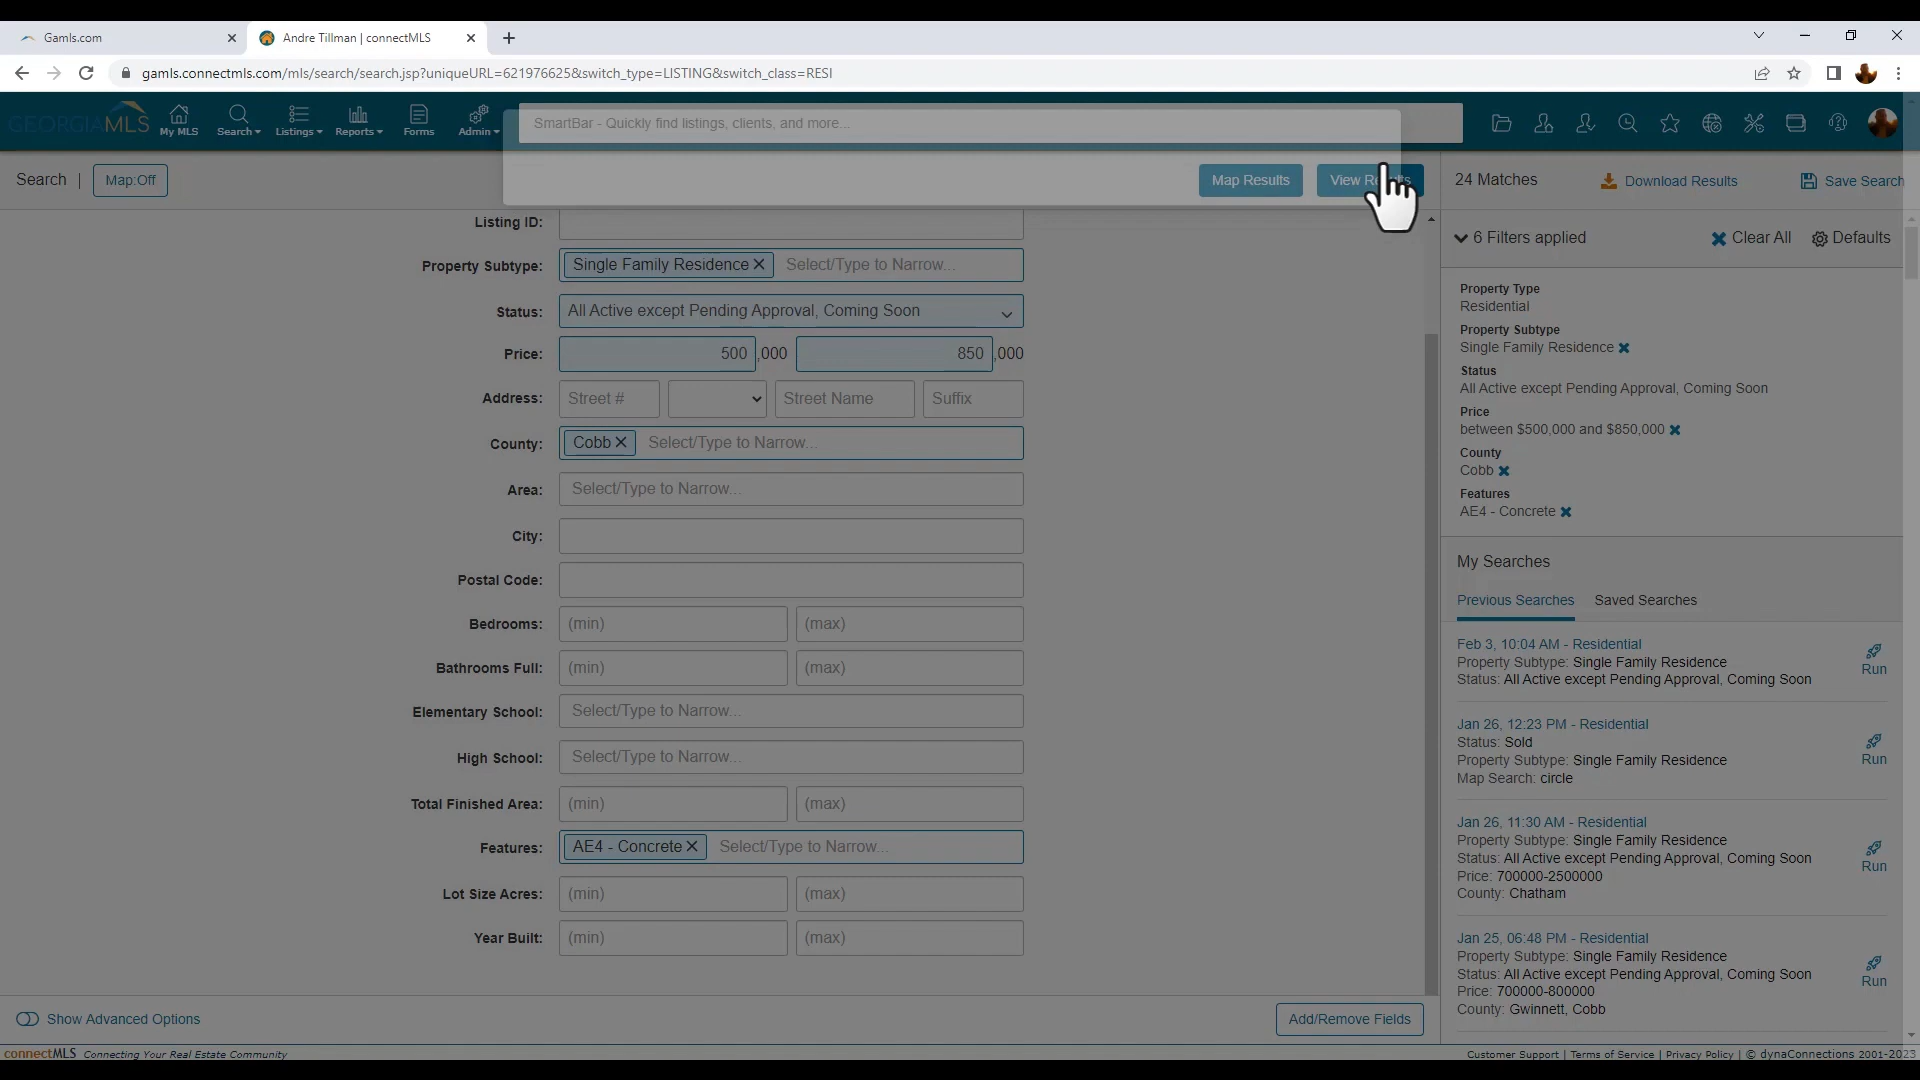 Gamls.com
Andre Tillman | connectMLS
gamls.connectmls.com/mls/search/search.jsp?uniqueURL=621976625&switch_type=LISTING&switch_class=RESI
GEORGIAMLS
My MLS
Search
Listings
Reports
Forms
Admin
SmartBar - Quickly find listings, clients, and more...
Search | Map:Off
Map Results
View Results
24 Matches
Download Results
Save Search
Listing ID:
Property Subtype: Single Family Residence Select/Type to Narrow...
Status: All Active except Pending Approval, Coming Soon
Price: 500 ,000 850 ,000
Address: Street # Street Name Suffix
County: Cobb Select/Type to Narrow...
Area: Select/Type to Narrow...
City:
Postal Code:
Bedrooms: (min) (max)
Bathrooms Full: (min) (max)
Elementary School: Select/Type to Narrow...
High School: Select/Type to Narrow...
Total Finished Area: (min) (max)
Features: AE4 - Concrete Select/Type to Narrow...
Lot Size Acres: (min) (max)
Year Built: (min) (max)
Show Advanced Options
Add/Remove Fields
6 Filters applied
Clear All
Defaults
Property Type
Residential
Property Subtype
Single Family Residence
Status
All Active except Pending Approval, Coming Soon
Price
between $500,000 and $850,000
County
Cobb
Features
AE4 - Concrete
My Searches
Previous Searches
Saved Searches
Feb 3, 10:04 AM - Residential
Property Subtype: Single Family Residence
Status: All Active except Pending Approval, Coming Soon
Run
Jan 26, 12:23 PM - Residential
Status: Sold
Property Subtype: Single Family Residence
Map Search: circle
Run
Jan 26, 11:30 AM - Residential
Property Subtype: Single Family Residence
Status: All Active except Pending Approval, Coming Soon
Price: 700000-2500000
County: Chatham
Run
Jan 25, 06:48 PM - Residential
Property Subtype: Single Family Residence
Status: All Active except Pending Approval, Coming Soon
Price: 700000-800000
County: Gwinnett, Cobb
Run
connectMLS Connecting Your Real Estate Community
Customer Support | Terms of Service | Privacy Policy | © dynaConnections 2001-2023